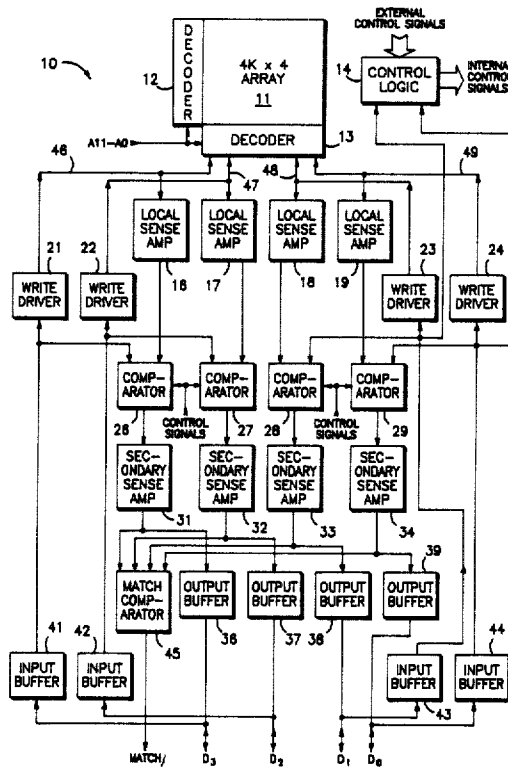 EXTERNAL
CONTROL SIGNALS
10
12
DECODER
4K x 4
ARRAY
11
14
CONTROL
LOGIC
INTERNAL
CONTROL
SIGNALS
A11-A0
DECODER
13
46
47
48
49
21
22
LOCAL
SENSE
AMP
LOCAL
SENSE
AMP
LOCAL
SENSE
AMP
LOCAL
SENSE
AMP
23
24
16
17
18
19
WRITE
DRIVER
WRITE
DRIVER
WRITE
DRIVER
WRITE
DRIVER
COMP-
ARATOR
COMP-
ARATOR
COMP-
ARATOR
COMP-
ARATOR
26
CONTROL
SIGNALS
27
28
CONTROL
SIGNALS
29
SEC-
ONDARY
SENSE
AMP
SEC-
ONDARY
SENSE
AMP
SEC-
ONDARY
SENSE
AMP
SEC-
ONDARY
SENSE
AMP
31
32
33
34
39
MATCH
COMP-
ARATOR
OUTPUT
BUFFER
OUTPUT
BUFFER
OUTPUT
BUFFER
OUTPUT
BUFFER
41
42
45
36
37
38
44
INPUT
BUFFER
INPUT
BUFFER
INPUT
BUFFER
INPUT
BUFFER
43
MATCH/
D3
D2
D1
D0